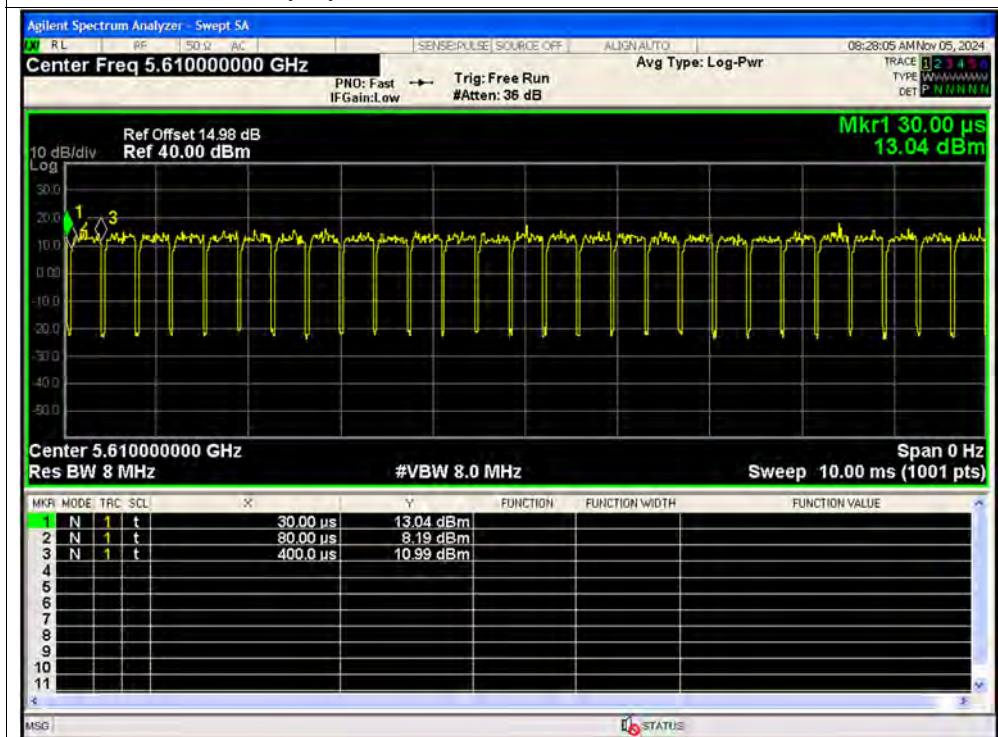 Agilent Spectrum Analyzer - Swept SA
RL RF 50 Ω AC SENSE:PULSE SOURCE OFF ALIGN AUTO 08:28:05 AM Nov 05, 2024
Center Freq 5.610000000 GHz
PNO: Fast
IFGain:Low
Trig: Free Run
#Atten: 36 dB
Avg Type: Log-Pwr
TRACE 1 2 3 4 5 6
TYPE W
DET P N N N N N
Mkr1 30.00 µs
13.04 dBm
Ref Offset 14.98 dB
10 dB/div Ref 40.00 dBm
Log
30.0
20.0
10.0
0.00
-10.0
-20.0
-30.0
-40.0
-50.0
1
2
3
Center 5.610000000 GHz Span 0 Hz
Res BW 8 MHz #VBW 8.0 MHz Sweep 10.00 ms (1001 pts)
MKR MODE TRC SCL X Y FUNCTION FUNCTION WIDTH FUNCTION VALUE
1 N 1 t 30.00 µs 13.04 dBm
2 N 1 t 80.00 µs 8.19 dBm
3 N 1 t 400.0 µs 10.99 dBm
4
5
6
7
8
9
10
11
MSG STATUS